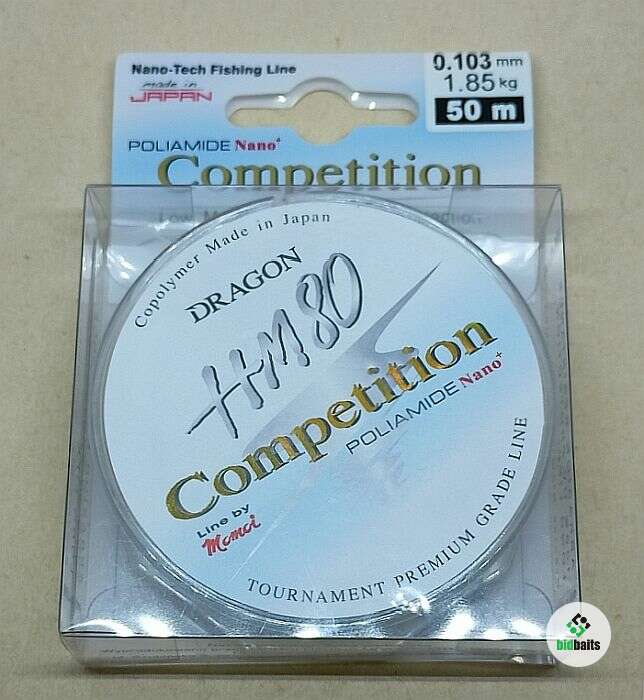 Nano-Tech Fishing Line
made in
JAPAN
0.103 mm
1.85 kg
50 m
POLIAMIDE Nano+
Competition
Copolymer Made in Japan
DRAGON
HM80
Competition
POLIAMIDE Nano+
Line by
Momoi
TOURNAMENT PREMIUM GRADE LINE
bidbaits